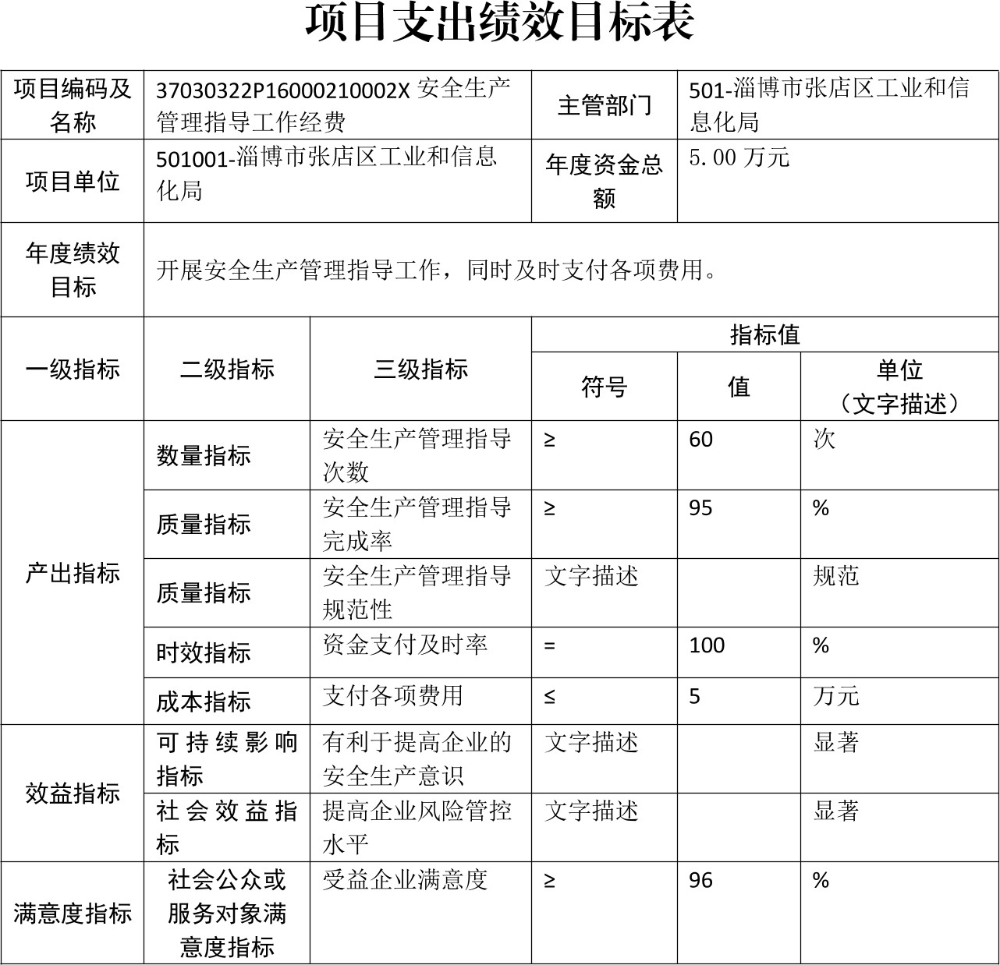 项目支出绩效目标表
项目编码及
名称
37030322P16000210002X 安全生产
管理指导工作经费
主管部门
501-淄博市张店区工业和信
息化局
项目单位
501001-淄博市张店区工业和信息
化局
年度资金总
额
5.00 万元
年度绩效
目标
开展安全生产管理指导工作，同时及时支付各项费用。
一级指标
二级指标
三级指标
指标值
符号
值
单位
（文字描述）
产出指标
数量指标
安全生产管理指导
次数
≥
60
次
质量指标
安全生产管理指导
完成率
≥
95
%
质量指标
安全生产管理指导
规范性
文字描述
规范
时效指标
资金支付及时率
=
100
%
成本指标
支付各项费用
≤
5
万元
效益指标
可持续影响
指标
有利于提高企业的
安全生产意识
文字描述
显著
社会效益指
标
提高企业风险管控
水平
文字描述
显著
满意度指标
社会公众或
服务对象满
意度指标
受益企业满意度
≥
96
%